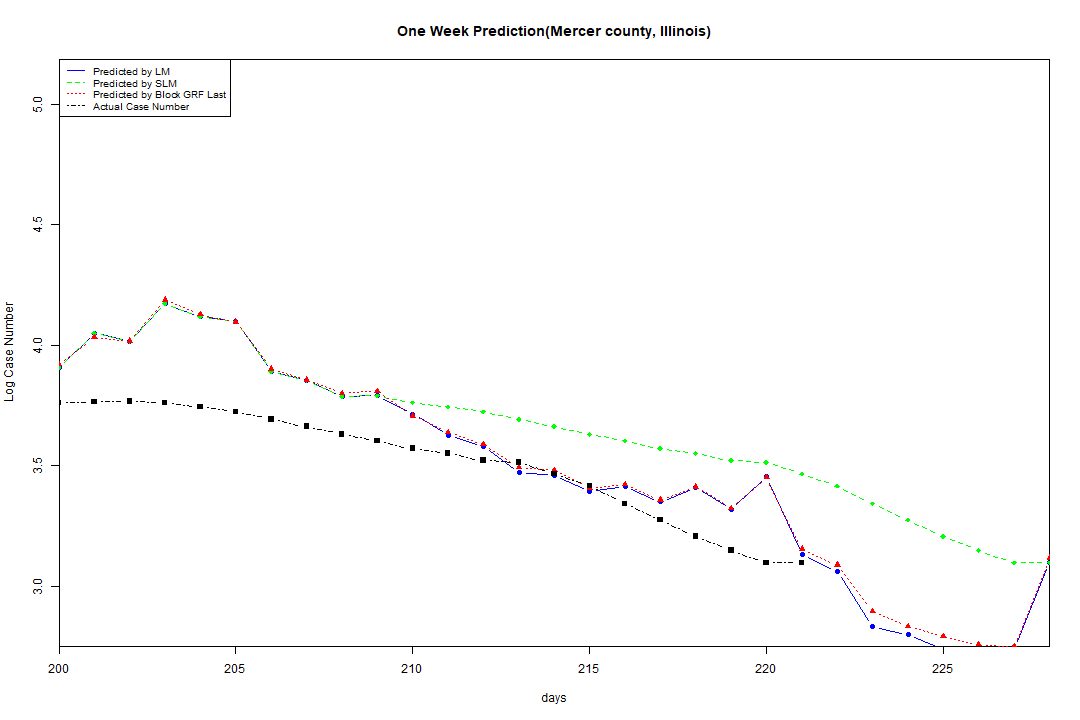 One Week Prediction(Mercer county, Illinois)
Predicted by LM
Predicted by SLM
Predicted by Block GRF Last
Actual Case Number
5.0
4.5
4.0
3.5
3.0
Log Case Number
200
205
210
215
220
225
days